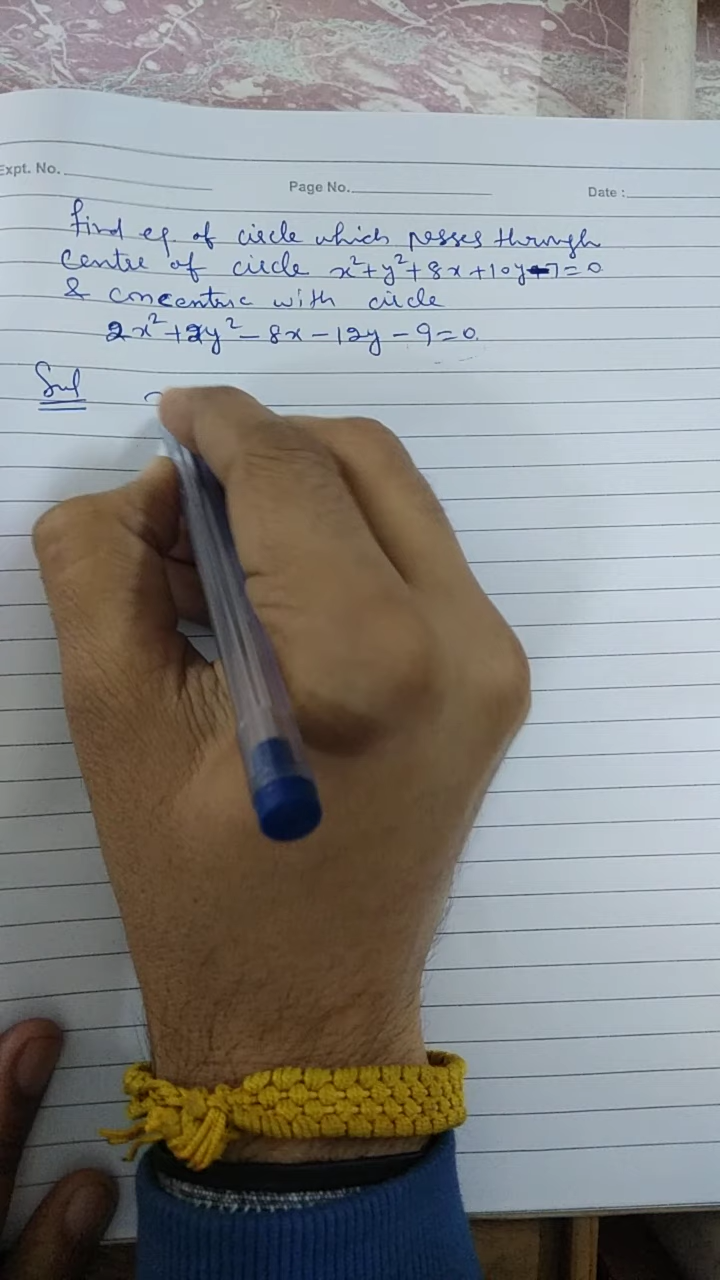 Expt. No.
Page No.
Date :
find eq of circle which passes through
Centre of circle x²+y²+8x+10y-7=0
& concentric with circle
2x²+2y²-8x-12y-9=0
Sol